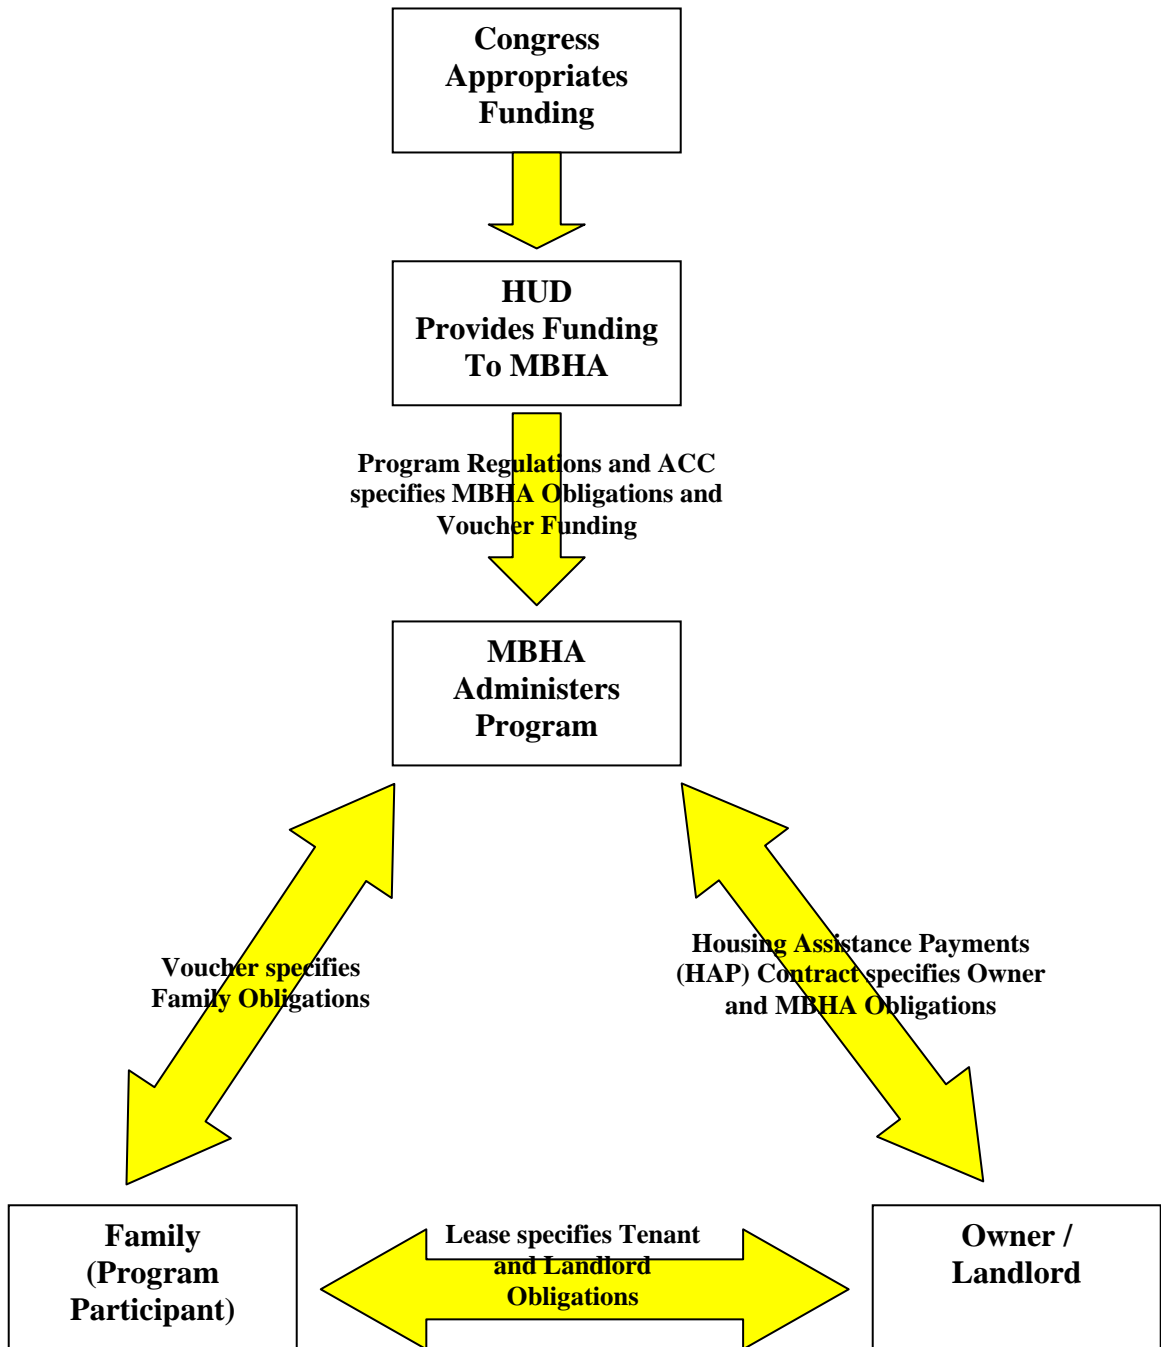 Congress
Appropriates
Funding
HUD
Provides Funding
To MBHA
Program Regulations and ACC
specifies MBHA Obligations and
Voucher Funding
MBHA
Administers
Program
Voucher specifies
Family Obligations
Housing Assistance Payments
(HAP) Contract specifies Owner
and MBHA Obligations
Family
(Program
Participant)
Lease specifies Tenant
and Landlord
Obligations
Owner /
Landlord